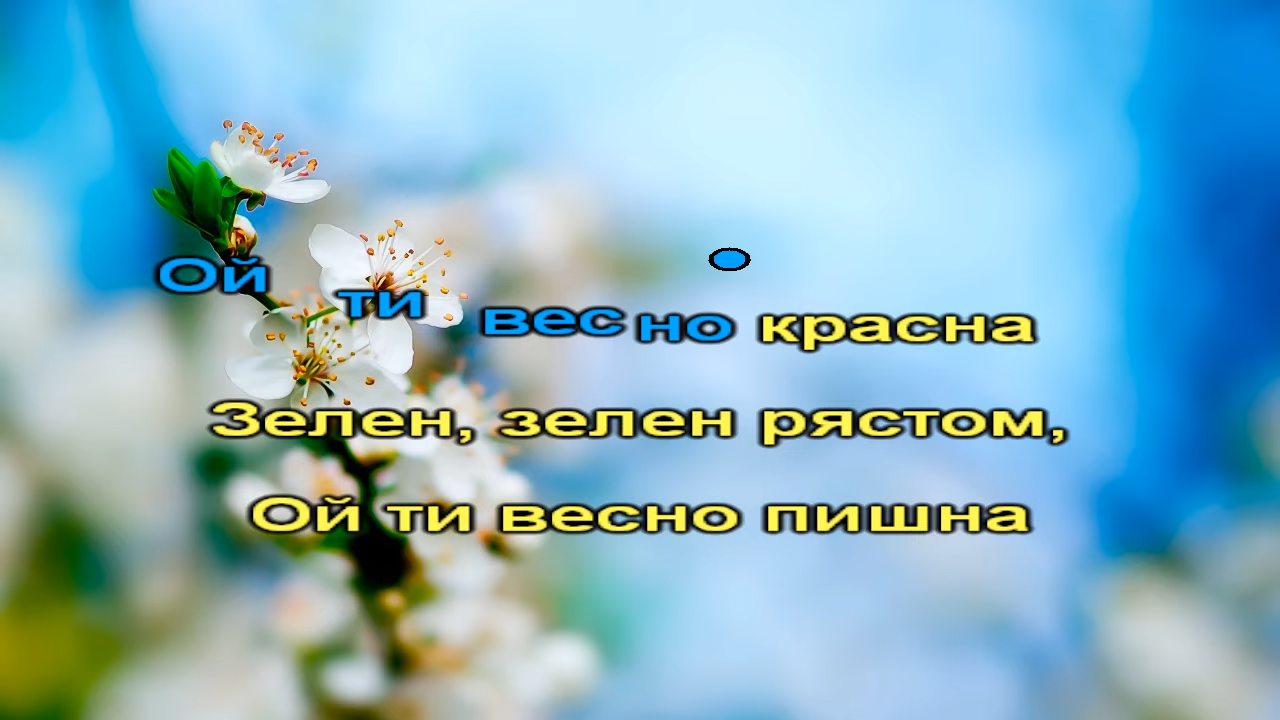 Ой ти весно красна
Зелен, зелен рястом,
Ой ти весно пишна